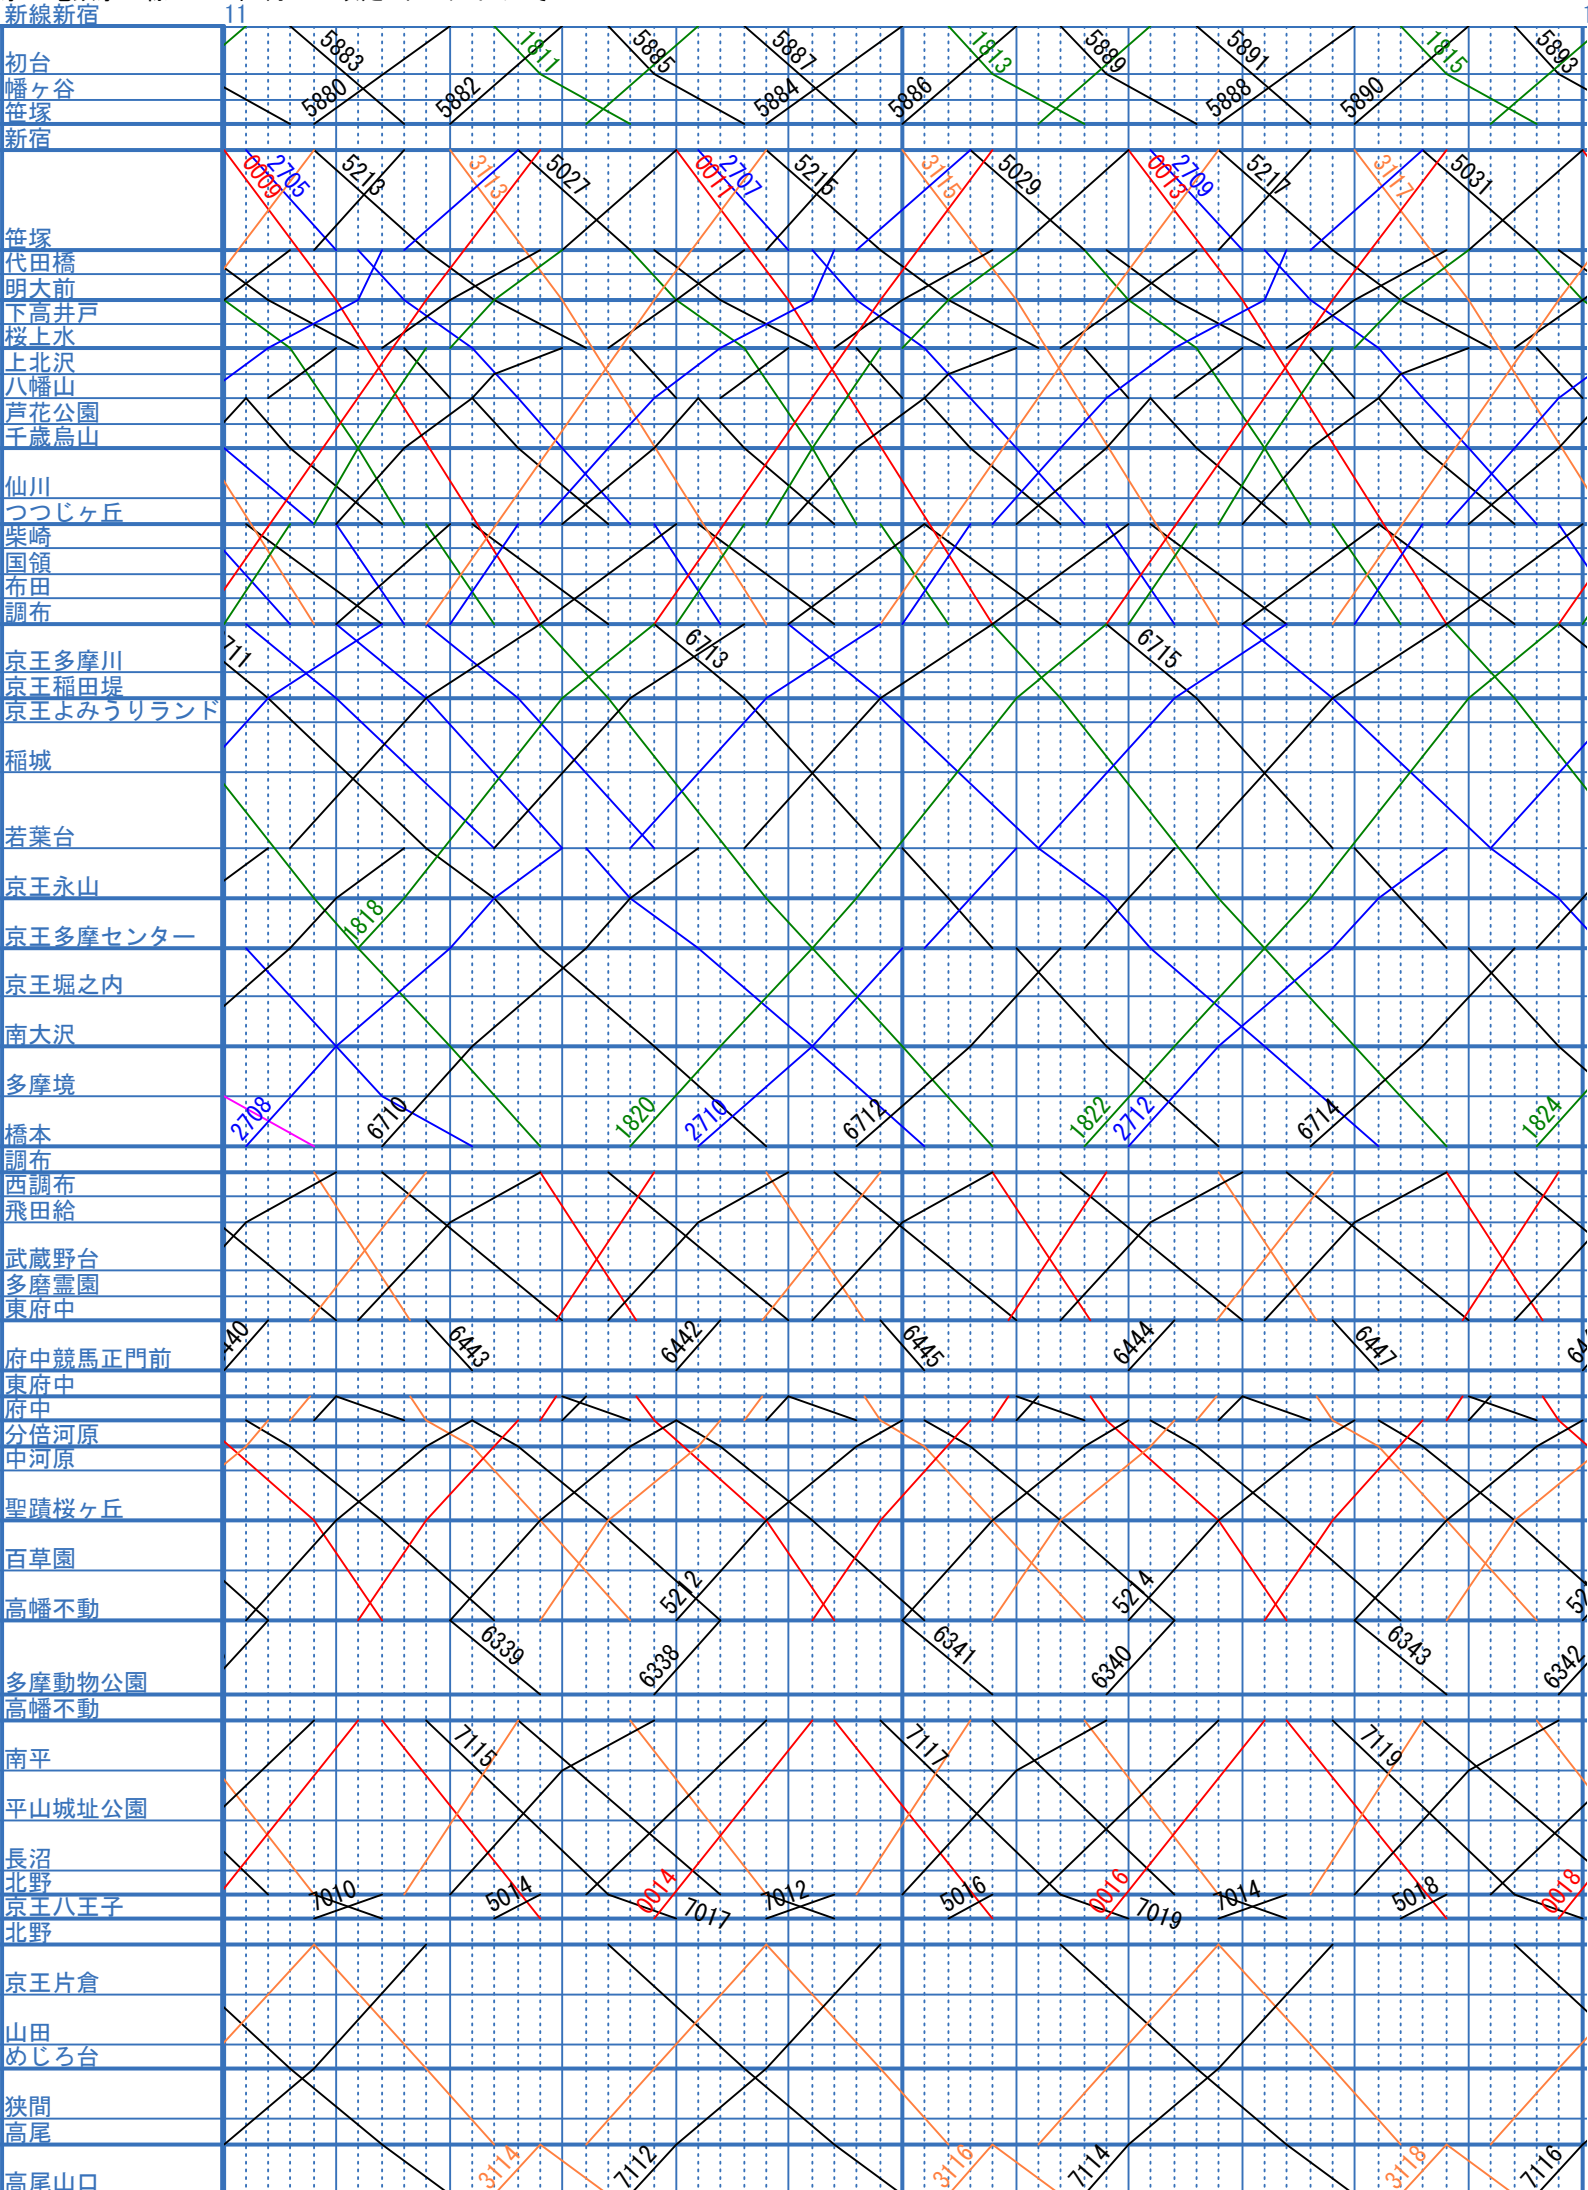 新線新宿 11 1
初台 5883 1811 5885 5887 1813 5889 5891 1815 5893
幡ヶ谷 5880 5882 5884 5886 5888 5890
笹塚
新宿
0009 2705 5213 3113 5027 0011 2707 5215 3115 5029 0013 2709 5217 3117 5031
笹塚
代田橋
明大前
下高井戸
桜上水
上北沢
八幡山
芦花公園
千歳烏山
仙川
つつじヶ丘
柴崎
国領
布田
調布
京王多摩川 711 6713 6715
京王稲田堤
京王よみうりランド
稲城
若葉台
京王永山
京王多摩センター 1818
京王堀之内
南大沢
多摩境
橋本 2708 6710 1820 2710 6712 1822 2712 6714 1824
調布
西調布
飛田給
武蔵野台
多磨霊園
東府中
府中競馬正門前 440 6443 6442 6445 6444 6447
東府中
府中
分倍河原
中河原
聖蹟桜ヶ丘
百草園
高幡不動 5212 5214
多摩動物公園 6339 6338 6341 6340 6343 6342
高幡不動
南平 7115 7117 7119
平山城址公園
長沼
北野 7010 5014 0014 7012 5016 0016 7014 5018 0018
京王八王子 7017 7019
北野
京王片倉
山田
めじろ台
狭間
高尾
高尾山口 3114 7112 3116 7114 3118 7116